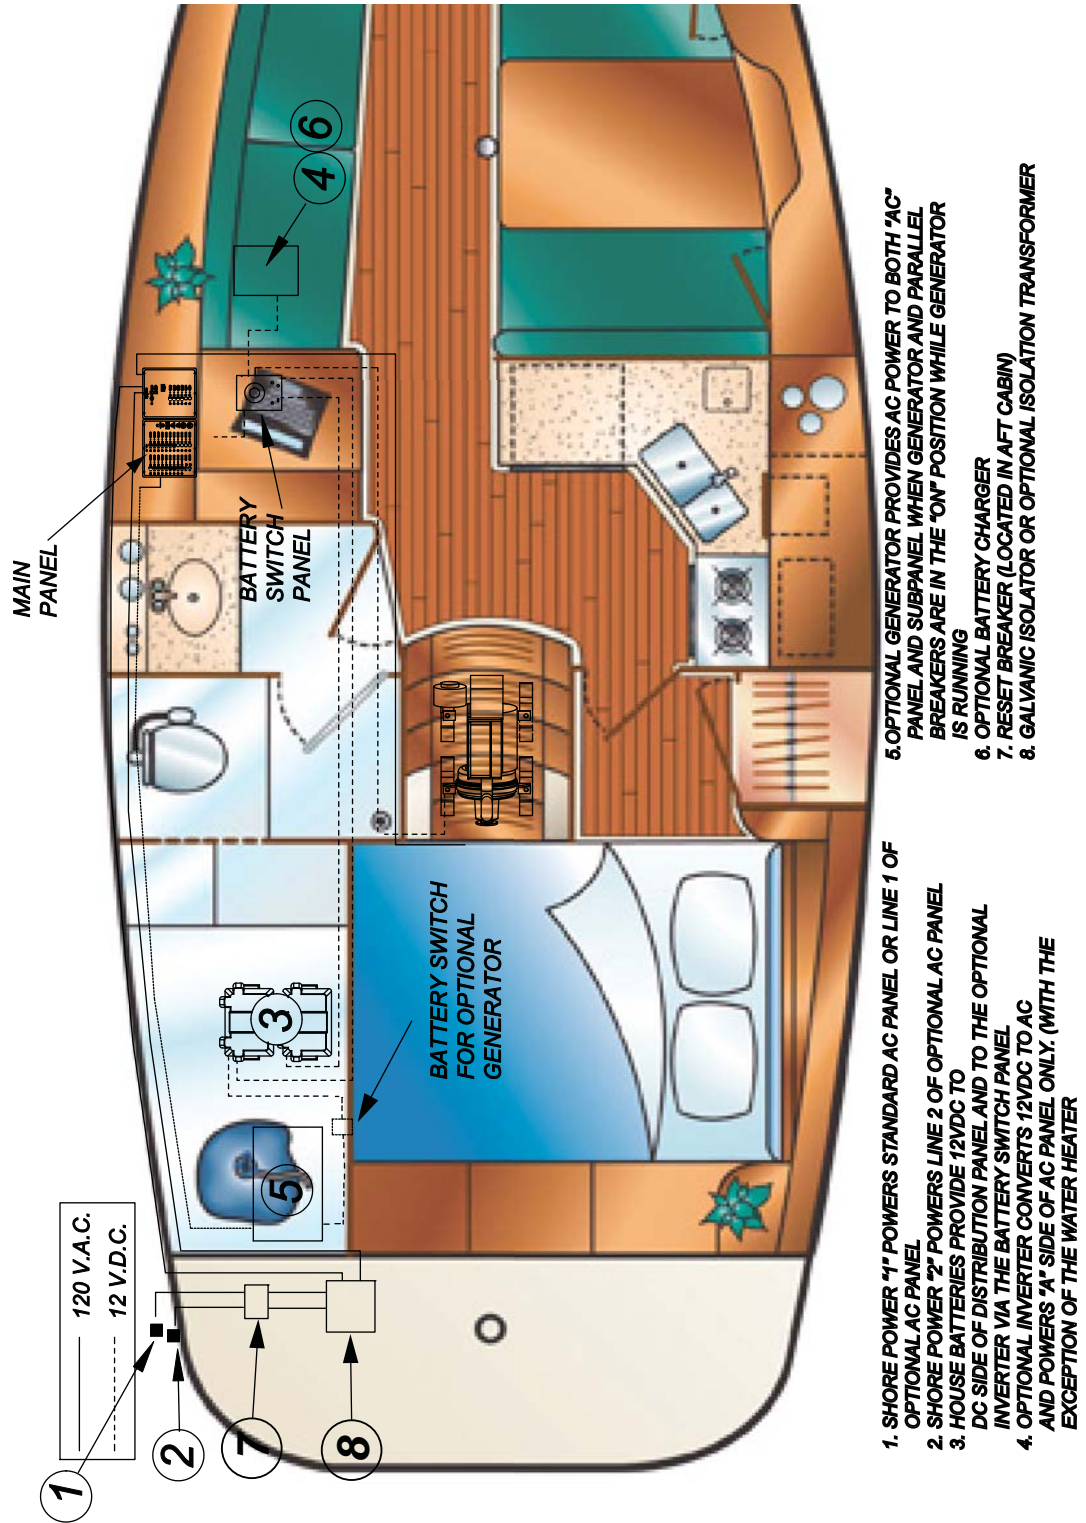 120 V.A.C.
12 V.D.C.
1
2
7
8
5
3
4
6
MAIN
PANEL
BATTERY
SWITCH
PANEL
BATTERY SWITCH
FOR OPTIONAL
GENERATOR
1. SHORE POWER "1" POWERS STANDARD AC PANEL OR LINE 1 OF
OPTIONAL AC PANEL
2. SHORE POWER "2" POWERS LINE 2 OF OPTIONAL AC PANEL
3. HOUSE BATTERIES PROVIDE 12VDC TO
DC SIDE OF DISTRIBUTION PANEL AND TO THE OPTIONAL
INVERTER VIA THE BATTERY SWITCH PANEL
4. OPTIONAL INVERTER CONVERTS 12VDC TO AC
AND POWERS "A" SIDE OF AC PANEL ONLY. (WITH THE
EXCEPTION OF THE WATER HEATER
5.OPTIONAL GENERATOR PROVIDES AC POWER TO BOTH "AC"
PANEL AND SUBPANEL WHEN GENERATOR AND PARALLEL
BREAKERS ARE IN THE "ON" POSITION WHILE GENERATOR
IS RUNNING
6. OPTIONAL BATTERY CHARGER
7. RESET BREAKER (LOCATED IN AFT CABIN)
8. GALVANIC ISOLATOR OR OPTIONAL ISOLATION TRANSFORMER